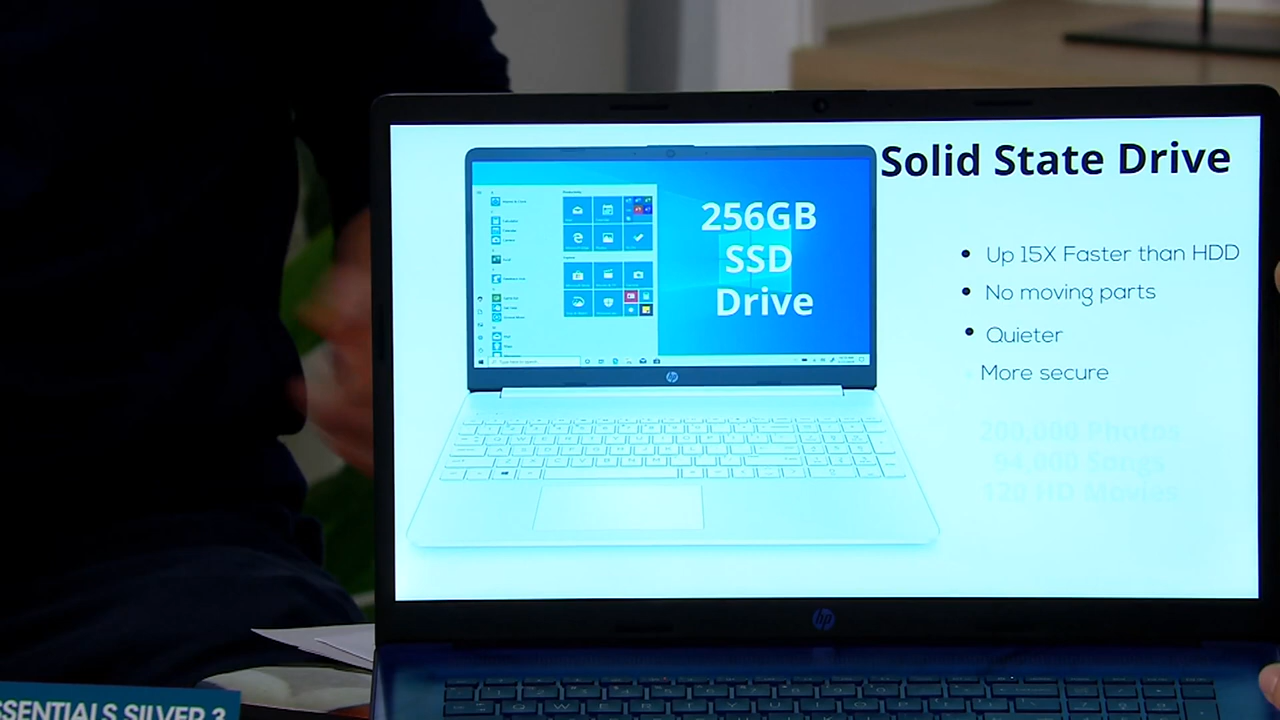 Solid State Drive
256GB
SSD
Drive
Up 15X Faster than HDD
No moving parts
Quieter
More secure
200,000 Photos
94,000 Songs
120 HD Movies
hp
hp
SSENTIALS SILVER 3